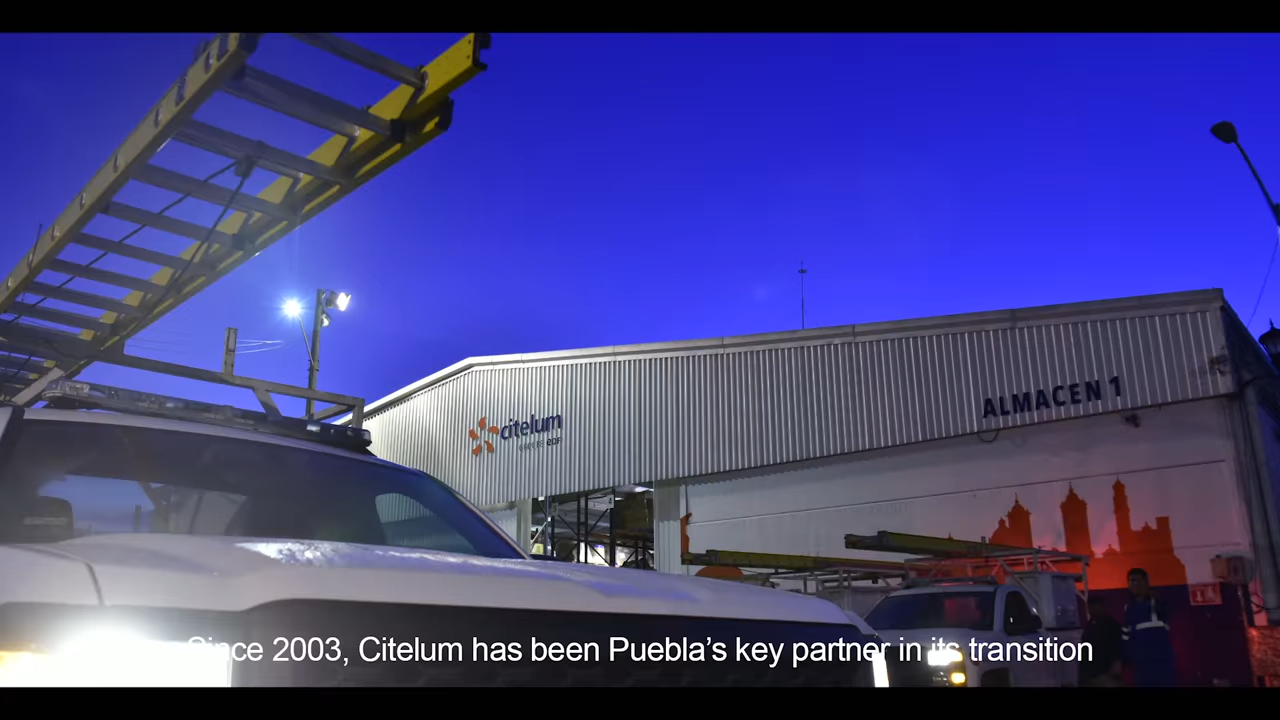 citelum
ALMACEN 1
Since 2003, Citelum has been Puebla’s key partner in its transition